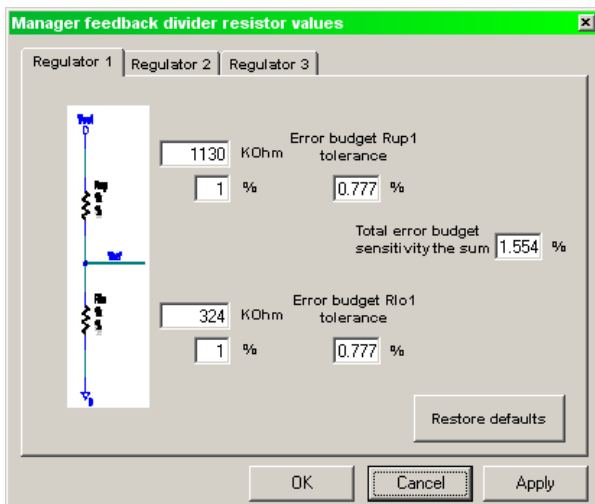 Manager feedback divider resistor values
Regulator 1 Regulator 2 Regulator 3
1130 KOhm
1 %
Error budget Rup1
tolerance
0.777 %
Total error budget
sensitivity the sum 1.554 %
324 KOhm
1 %
Error budget Rlo1
tolerance
0.777 %
Restore defaults
OK Cancel Apply